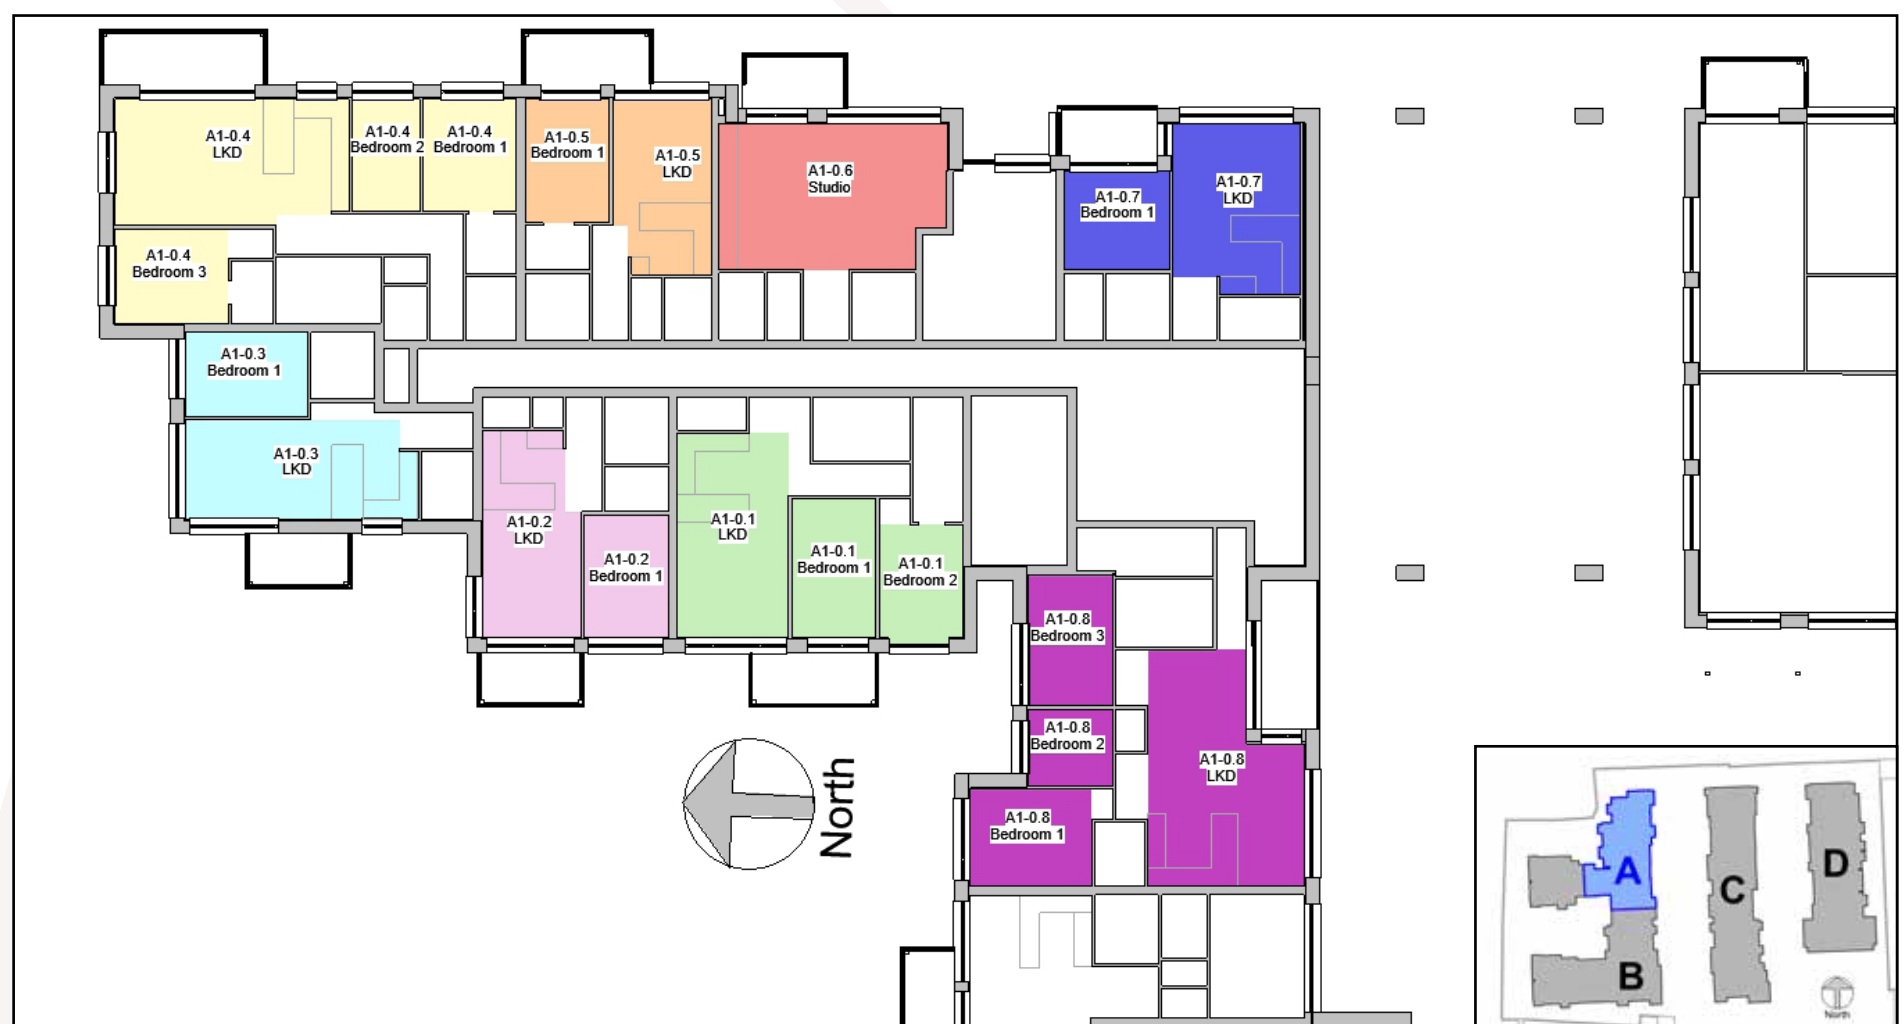 A1-0.4
LKD
A1-0.4
Bedroom 2
A1-0.4
Bedroom 1
A1-0.5
Bedroom 1
A1-0.5
LKD
A1-0.6
Studio
A1-0.7
Bedroom 1
A1-0.7
LKD
A1-0.4
Bedroom 3
A1-0.3
Bedroom 1
A1-0.3
LKD
A1-0.2
LKD
A1-0.2
Bedroom 1
A1-0.1
LKD
A1-0.1
Bedroom 1
A1-0.1
Bedroom 2
A1-0.8
Bedroom 3
A1-0.8
Bedroom 2
A1-0.8
LKD
A1-0.8
Bedroom 1
North
A
B
C
D
North